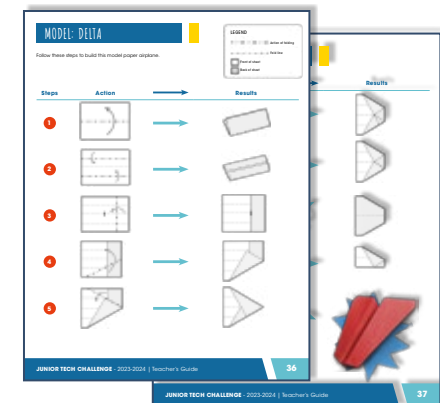 MODEL: DELTA
Follow these steps to build this model paper airplane.
LEGEND
Action of folding
Fold line
Front of sheet
Back of sheet
Steps
Action
Results
1
2
3
4
5
JUNIOR TECH CHALLENGE - 2023-2024 | Teacher's Guide
36
Results
JUNIOR TECH CHALLENGE - 2023-2024 | Teacher's Guide
37